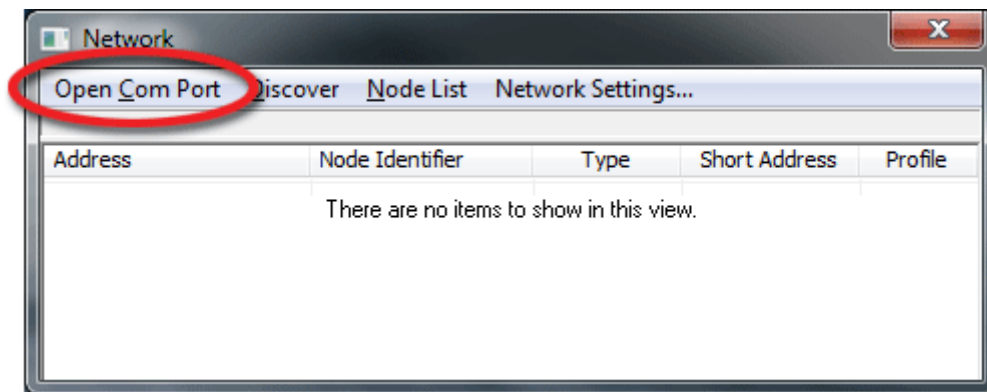 Network
Open Com Port Discover Node List Network Settings...
Address Node Identifier Type Short Address Profile
There are no items to show in this view.